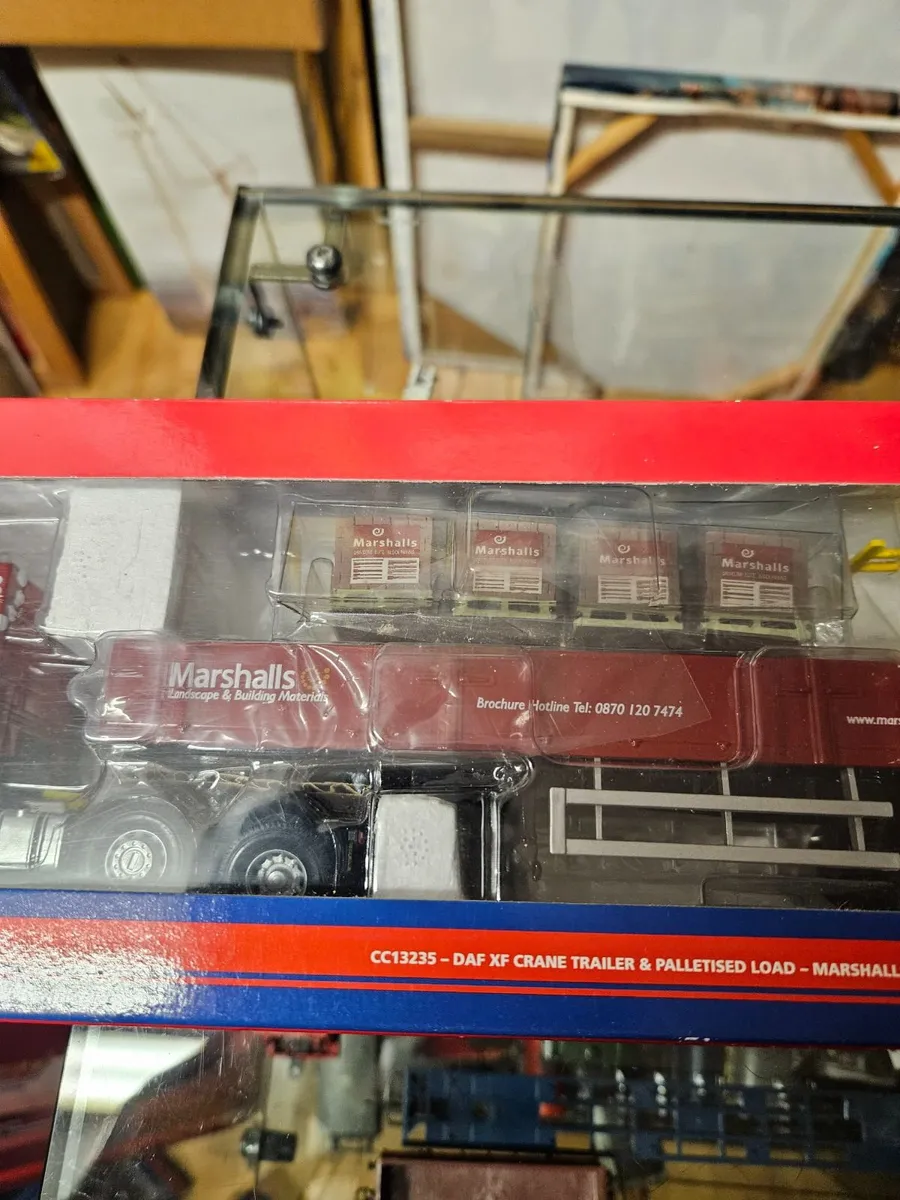 Marshalls
Marshalls
Marshalls
Marshalls
Marshalls
Landscape & Building Materials
Brochure Hotline Tel: 0870 120 7474
www.mars
CC13235 – DAF XF CRANE TRAILER & PALLETISED LOAD – MARSHALL